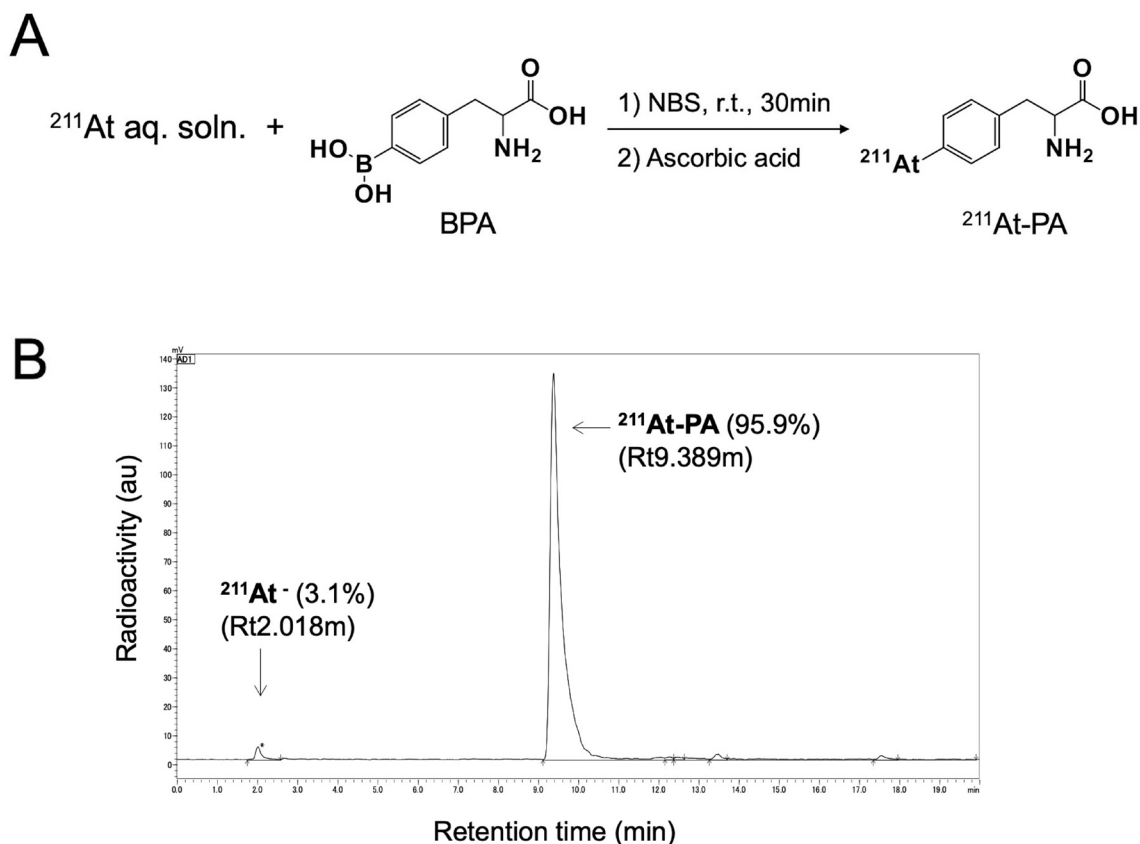 A
²¹¹At aq. soln. +
HO
B
OH
O
OH
NH₂
BPA
1) NBS, r.t., 30min
2) Ascorbic acid
²¹¹At
O
OH
NH₂
²¹¹At-PA
B
mV
AD1
140
130
120
110
100
90
80
70
60
50
40
30
20
10
0
Radioactivity (au)
²¹¹At-PA (95.9%)
(Rt9.389m)
²¹¹At⁻ (3.1%)
(Rt2.018m)
*
0.0 1.0 2.0 3.0 4.0 5.0 6.0 7.0 8.0 9.0 10.0 11.0 12.0 13.0 14.0 15.0 16.0 17.0 18.0 19.0 min
Retention time (min)